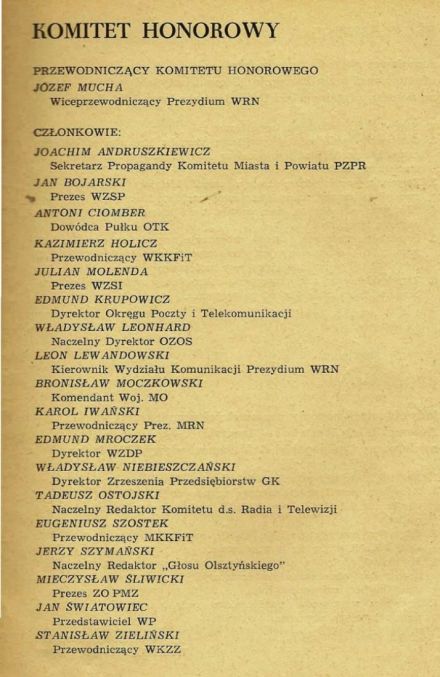 KOMITET HONOROWY
PRZEWODNICZĄCY KOMITETU HONOROWEGO
JÓZEF MUCHA
Wiceprzewodniczący Prezydium WRN
CZŁONKOWIE:
JOACHIM ANDRUSZKIEWICZ
Sekretarz Propagandy Komitetu Miasta i Powiatu PZPR
JAN BOJARSKI
Prezes WZSP
ANTONI CIOMBER
Dowódca Pułku OTK
KAZIMIERZ HOLICZ
Przewodniczący WKKFiT
JULIAN MOLENDA
Prezes WZSI
EDMUND KRUPOWICZ
Dyrektor Okręgu Poczty i Telekomunikacji
WŁADYSŁAW LEONHARD
Naczelny Dyrektor OZOS
LEON LEWANDOWSKI
Kierownik Wydziału Komunikacji Prezydium WRN
BRONISŁAW MOCZKOWSKI
Komendant Woj. MO
KAROL IWAŃSKI
Przewodniczący Prez. MRN
EDMUND MROCZEK
Dyrektor WZDP
WŁADYSŁAW NIEBIESZCZAŃSKI
Dyrektor Zrzeszenia Przedsiębiorstw GK
TADEUSZ OSTOJSKI
Naczelny Redaktor Komitetu d.s. Radia i Telewizji
EUGENIUSZ SZOSTEK
Przewodniczący MKKFiT
JERZY SZYMAŃSKI
Naczelny Redaktor „Głosu Olsztyńskiego"
MIECZYSŁAW ŚLIWICKI
Prezes ZO PMZ
JAN ŚWIATOWIEC
Przedstawiciel WP
STANISŁAW ZIELIŃSKI
Przewodniczący WKZZ